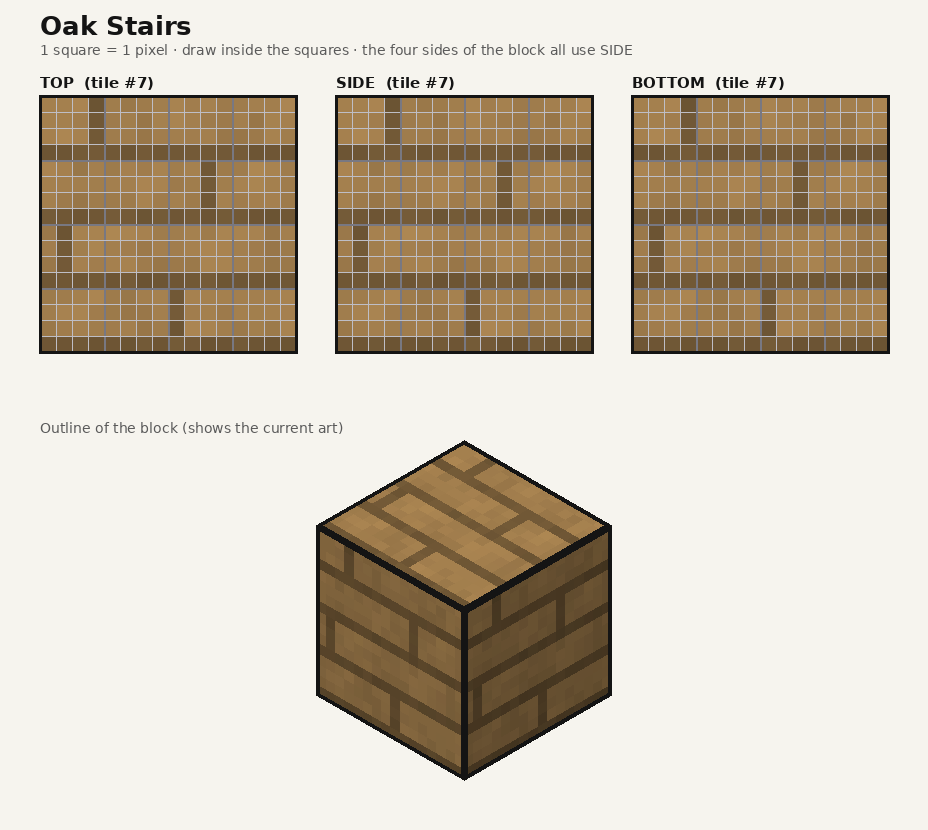 Oak Stairs
1 square = 1 pixel · draw inside the squares · the four sides of the block all use SIDE
TOP (tile #7)
SIDE (tile #7)
BOTTOM (tile #7)
Outline of the block (shows the current art)